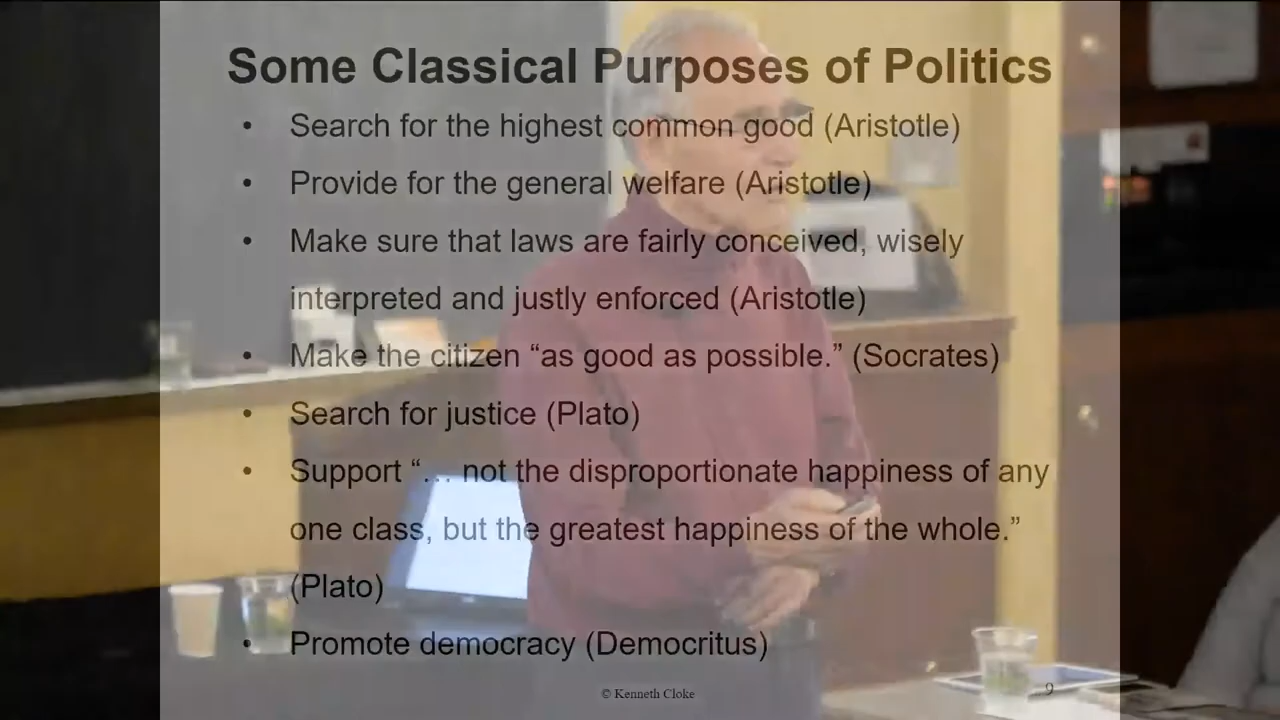 Some Classical Purposes of Politics
• Search for the highest common good (Aristotle)
• Provide for the general welfare (Aristotle)
• Make sure that laws are fairly conceived, wisely
interpreted and justly enforced (Aristotle)
• Make the citizen “as good as possible.” (Socrates)
• Search for justice (Plato)
• Support “… not the disproportionate happiness of any
one class, but the greatest happiness of the whole.”
(Plato)
• Promote democracy (Democritus)
© Kenneth Cloke
9